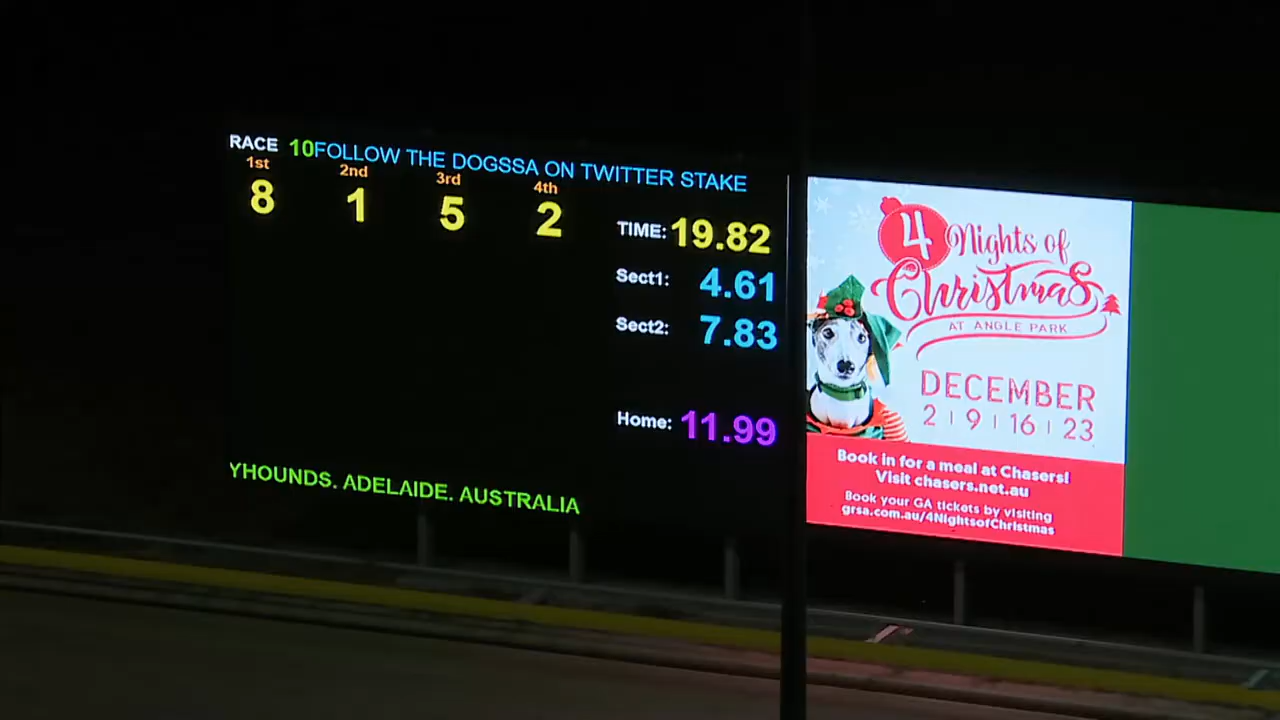 RACE 10FOLLOW THE DOGSSA ON TWITTER STAKE
1st 2nd 3rd 4th
8 1 5 2
TIME: 19.82
Sect1: 4.61
Sect2: 7.83
Home: 11.99
YHOUNDS. ADELAIDE. AUSTRALIA
4 Nights of
Christmas
AT ANGLE PARK
DECEMBER
2 | 9 | 16 | 23
Book in for a meal at Chasers!
Visit chasers.net.au
Book your GA tickets by visiting
grsa.com.au/4NightsofChristmas